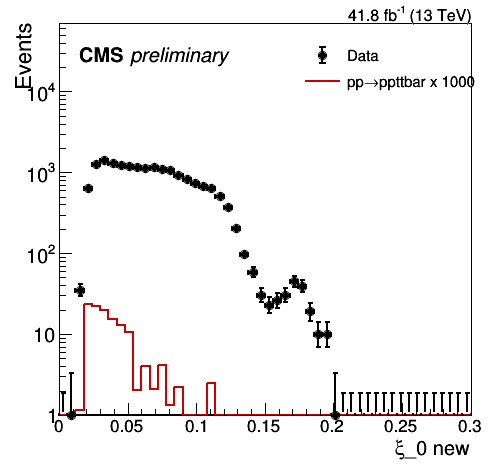 41.8 fb⁻¹ (13 TeV)
Events
CMS preliminary
Data
pp→ppttbar x 1000
10⁴
10³
10²
10
1
0 0.05 0.1 0.15 0.2 0.25 0.3
ξ_0 new